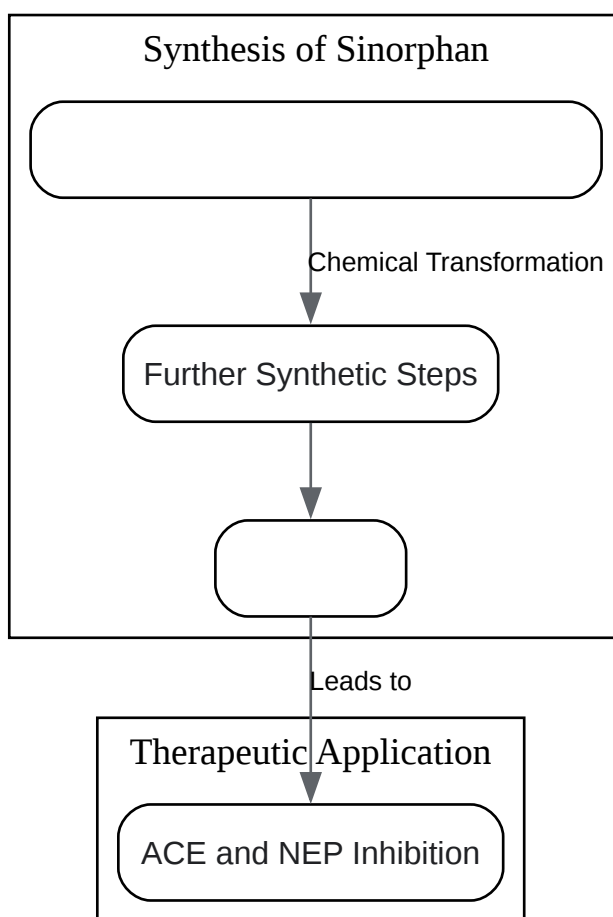 Synthesis of Sinorphan
Chemical Transformation
Further Synthetic Steps
Leads to
Therapeutic Application
ACE and NEP Inhibition